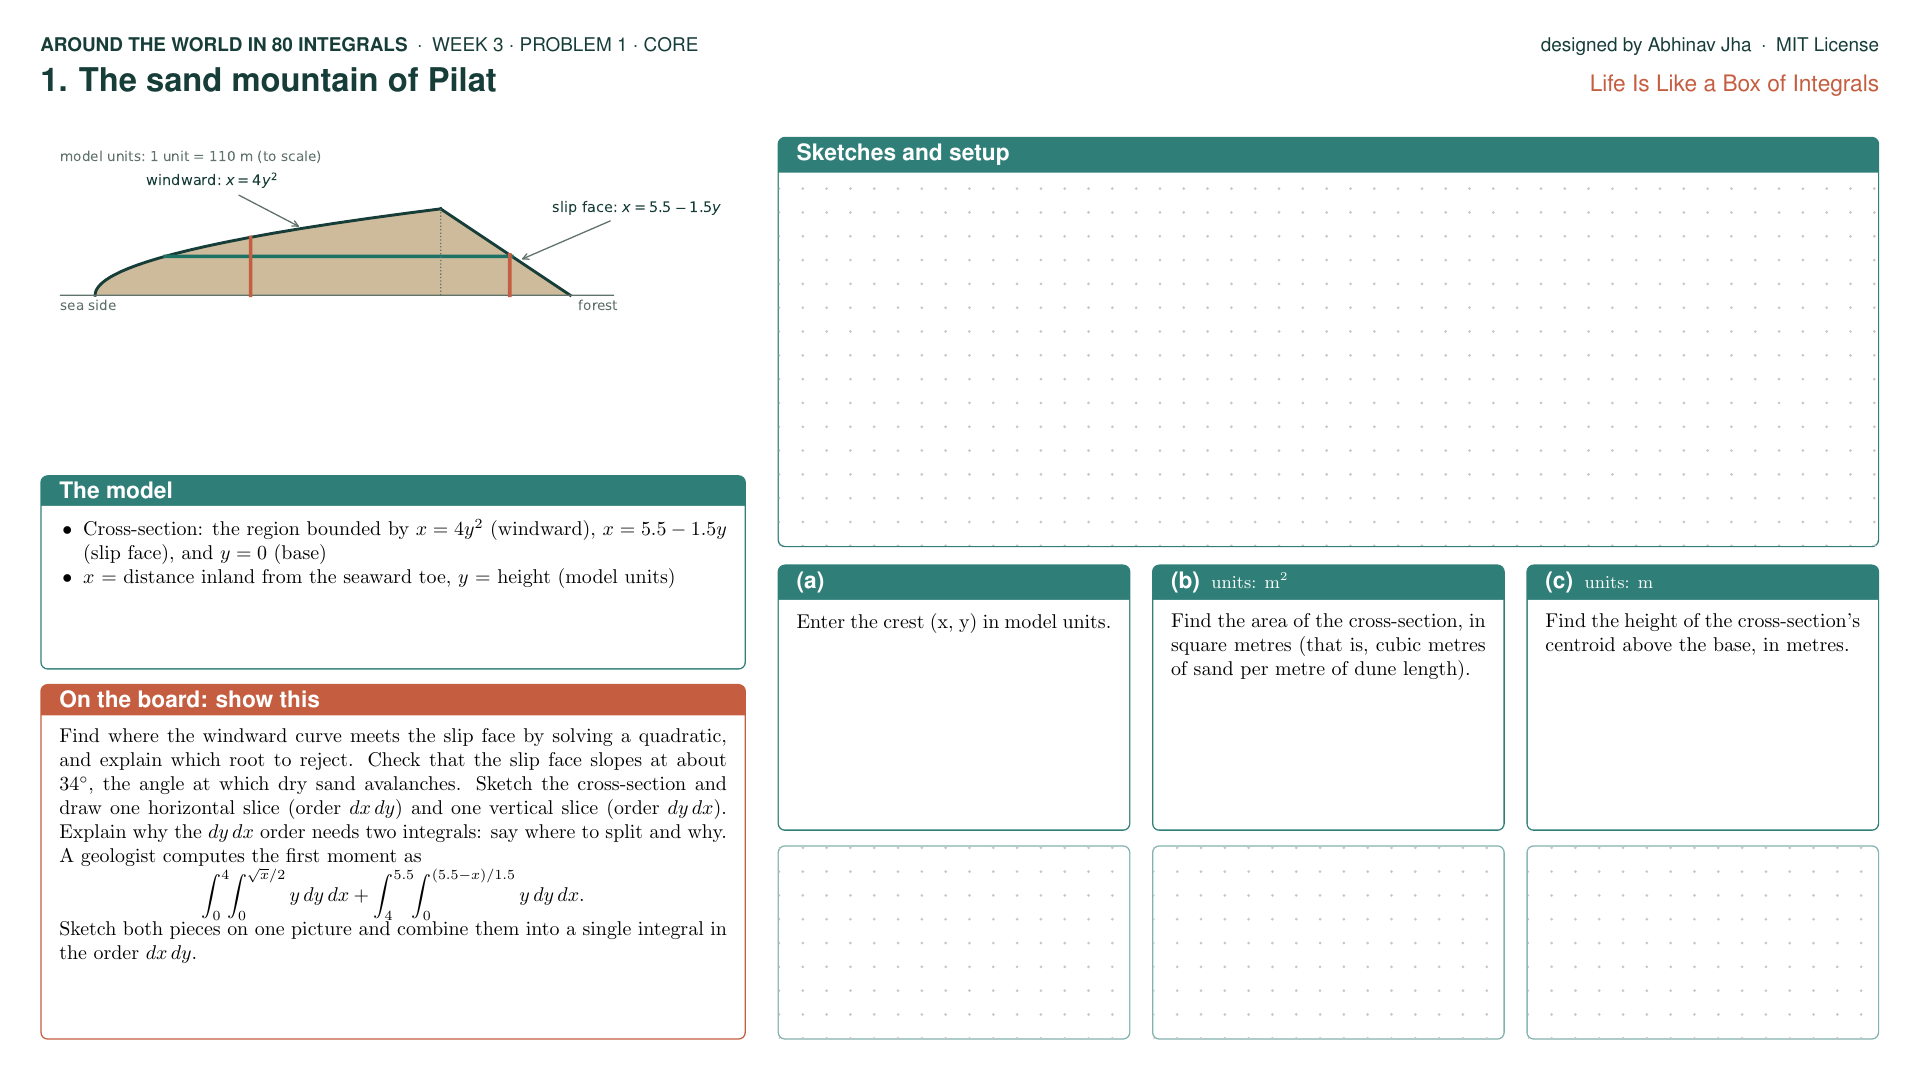 AROUND THE WORLD IN 80 INTEGRALS · WEEK 3 · PROBLEM 1 · CORE
designed by Abhinav Jha · MIT License
1. The sand mountain of Pilat
Life Is Like a Box of Integrals
model units: 1 unit = 110 m (to scale)
windward: x = 4y²
slip face: x = 5.5 − 1.5y
sea side
forest
The model
• Cross-section: the region bounded by x = 4y² (windward), x = 5.5 − 1.5y
(slip face), and y = 0 (base)
• x = distance inland from the seaward toe, y = height (model units)
On the board: show this
Find where the windward curve meets the slip face by solving a quadratic,
and explain which root to reject. Check that the slip face slopes at about
34°, the angle at which dry sand avalanches. Sketch the cross-section and
draw one horizontal slice (order dx dy) and one vertical slice (order dy dx).
Explain why the dy dx order needs two integrals: say where to split and why.
A geologist computes the first moment as
∫₀⁴ ∫₀^{√x/2} y dy dx + ∫₄^{5.5} ∫₀^{(5.5−x)/1.5} y dy dx.
Sketch both pieces on one picture and combine them into a single integral in
the order dx dy.
Sketches and setup
(a)
Enter the crest (x, y) in model units.
(b) units: m²
Find the area of the cross-section, in
square metres (that is, cubic metres
of sand per metre of dune length).
(c) units: m
Find the height of the cross-section's
centroid above the base, in metres.